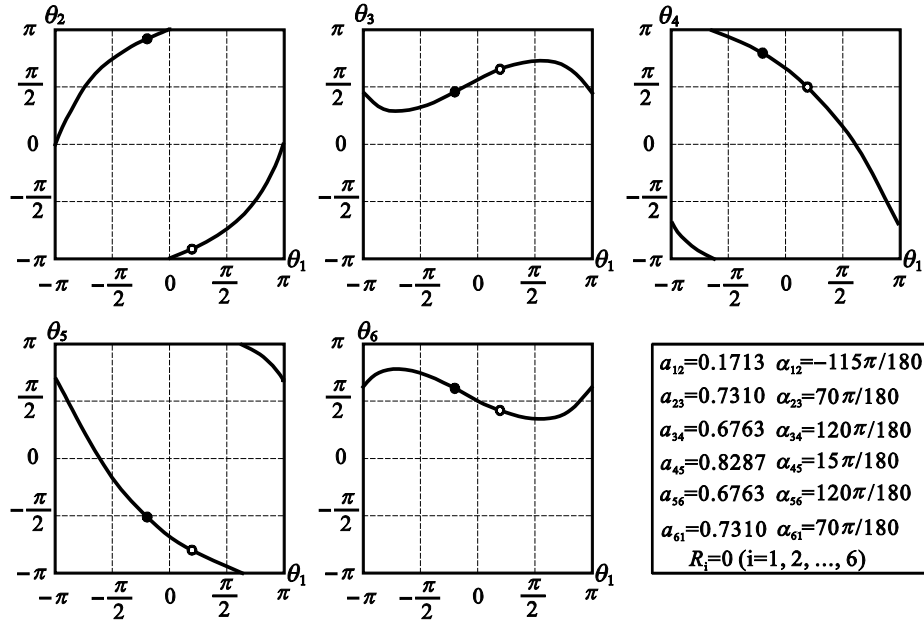 θ₂ θ₃ θ₄
π π π
π/2 π/2 π/2
0 0 0
−π/2 −π/2 −π/2
−π −π −π
θ₁ θ₁ θ₁
−π −π/2 0 π/2 π −π −π/2 0 π/2 π −π −π/2 0 π/2 π
θ₅ θ₆
π π
π/2 π/2
0 0
−π/2 −π/2
−π −π
θ₁ θ₁
−π −π/2 0 π/2 π −π −π/2 0 π/2 π
a₁₂=0.1713 α₁₂=−115π/180
a₂₃=0.7310 α₂₃=70π/180
a₃₄=0.6763 α₃₄=120π/180
a₄₅=0.8287 α₄₅=15π/180
a₅₆=0.6763 α₅₆=120π/180
a₆₁=0.7310 α₆₁=70π/180
Rᵢ=0 (i=1, 2, ..., 6)